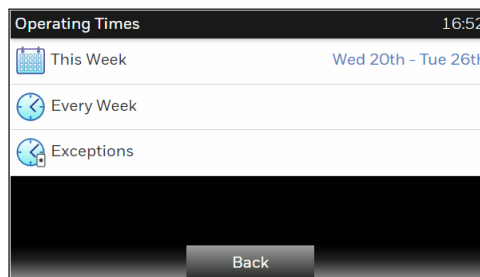 Operating Times 16:52
This Week Wed 20th - Tue 26th
Every Week
Exceptions
Back